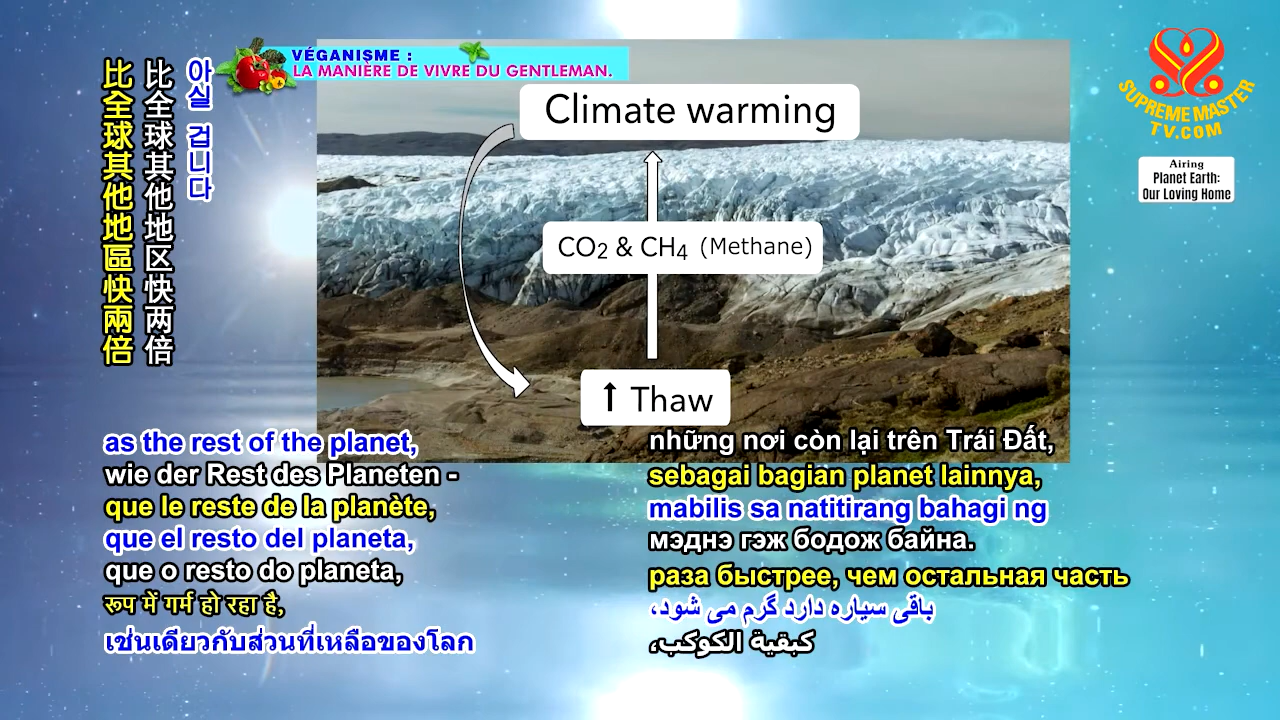 VÉGANISME :
LA MANIÈRE DE VIVRE DU GENTLEMAN.
SUPREME MASTER
TV.COM
Airing
Planet Earth:
Our Loving Home
Climate warming
CO2 & CH4 (Methane)
↑ Thaw
아실 겁니다
比全球其他地区快两倍
比全球其他地區快兩倍
as the rest of the planet,
wie der Rest des Planeten -
que le reste de la planète,
que el resto del planeta,
que o resto do planeta,
रूप में गर्म हो रहा है,
เช่นเดียวกับส่วนที่เหลือของโลก
những nơi còn lại trên Trái Đất,
sebagai bagian planet lainnya,
mabilis sa natitirang bahagi ng
мэднэ гэж бодож байна.
раза быстрее, чем остальная часть
باقی سیاره دارد گرم می شود،
كبقية الكوكب،